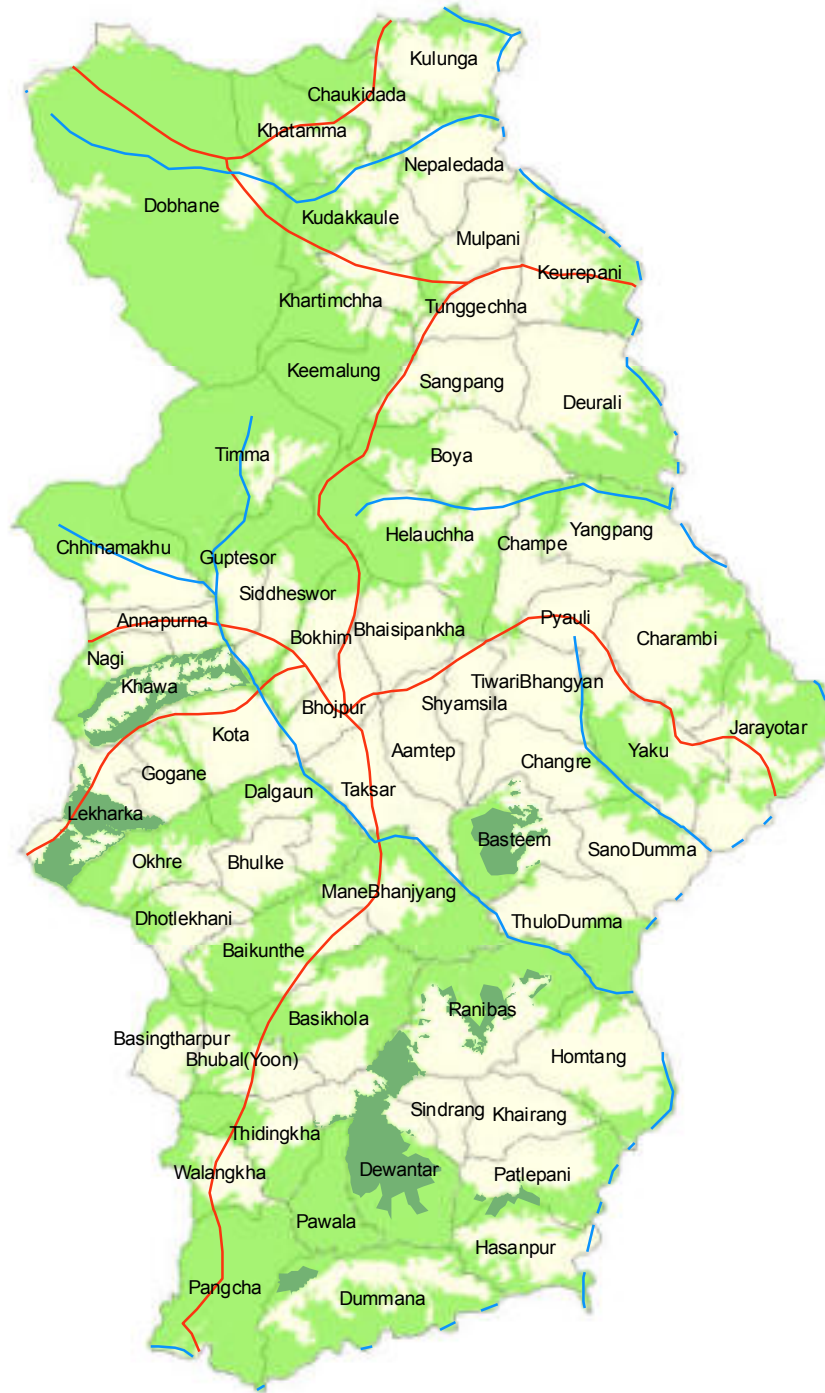 Kulunga
Chaukidada
Khatamma
Nepaledada
Dobhane
Kudakkaule
Mulpani
Keurepani
Khartimchha
Tunggechha
Keemalung
Sangpang
Deurali
Timma
Boya
Helauchha
Yangpang
Champe
Chhinamakhu
Guptesor
Siddheswor
Annapurna
Bokhim
Bhaisipankha
Pyauli
Charambi
Nagi
Khawa
TiwariBhangyan
Bhojpur
Shyamsila
Kota
Jarayotar
Aamtep
Yaku
Gogane
Changre
Dalgaun
Taksar
Lekharka
Basteem
SanoDumma
Okhre
Bhulke
ManeBhanjyang
Dhotlekhani
ThuloDumma
Baikunthe
Basikhola
Ranibas
Basingtharpur
Bhubal(Yoon)
Homtang
Sindrang
Khairang
Thidingkha
Walangkha
Dewantar
Patlepani
Pawala
Hasanpur
Pangcha
Dummana